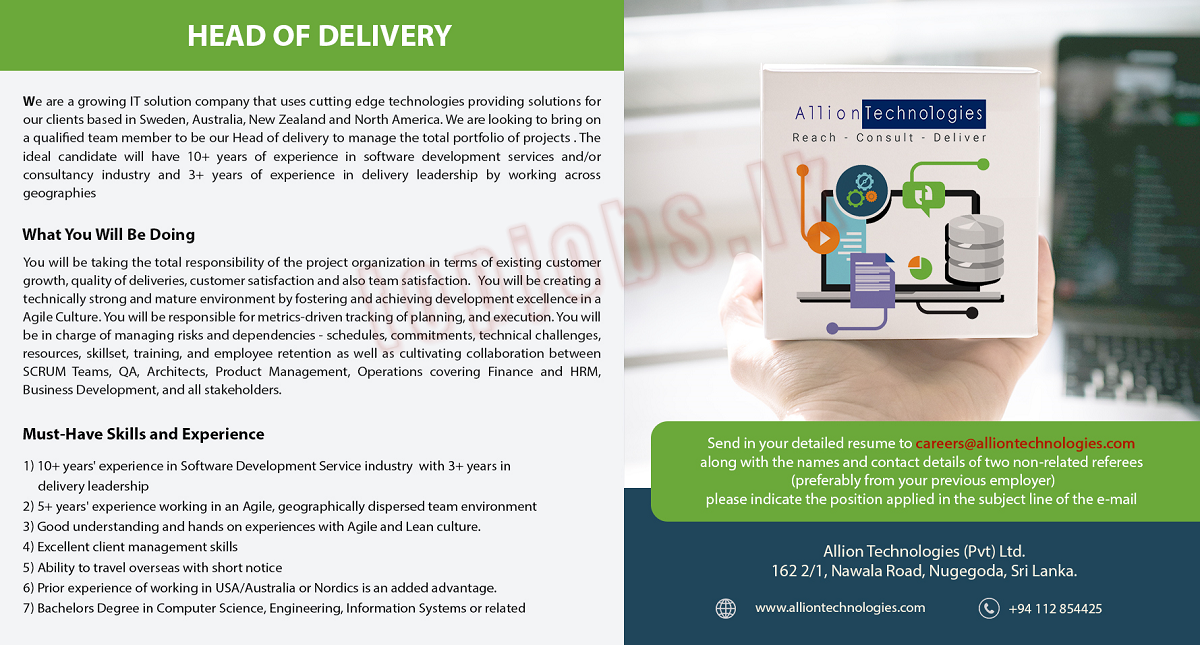 HEAD OF DELIVERY
We are a growing IT solution company that uses cutting edge technologies providing solutions for
our clients based in Sweden, Australia, New Zealand and North America. We are looking to bring on
a qualified team member to be our Head of delivery to manage the total portfolio of projects . The
ideal candidate will have 10+ years of experience in software development services and/or
consultancy industry and 3+ years of experience in delivery leadership by working across
geographies
What You Will Be Doing
You will be taking the total responsibility of the project organization in terms of existing customer
growth, quality of deliveries, customer satisfaction and also team satisfaction. You will be creating a
technically strong and mature environment by fostering and achieving development excellence in a
Agile Culture. You will be responsible for metrics-driven tracking of planning, and execution. You will
be in charge of managing risks and dependencies - schedules, commitments, technical challenges,
resources, skillset, training, and employee retention as well as cultivating collaboration between
SCRUM Teams, QA, Architects, Product Management, Operations covering Finance and HRM,
Business Development, and all stakeholders.
Must-Have Skills and Experience
1) 10+ years' experience in Software Development Service industry with 3+ years in
delivery leadership
2) 5+ years' experience working in an Agile, geographically dispersed team environment
3) Good understanding and hands on experiences with Agile and Lean culture.
4) Excellent client management skills
5) Ability to travel overseas with short notice
6) Prior experience of working in USA/Australia or Nordics is an added advantage.
7) Bachelors Degree in Computer Science, Engineering, Information Systems or related
topjobs.lk
Allion Technologies
Reach - Consult - Deliver
Send in your detailed resume to careers@alliontechnologies.com
along with the names and contact details of two non-related referees
(preferably from your previous employer)
please indicate the position applied in the subject line of the e-mail
Allion Technologies (Pvt) Ltd.
162 2/1, Nawala Road, Nugegoda, Sri Lanka.
www.alliontechnologies.com
+94 112 854425